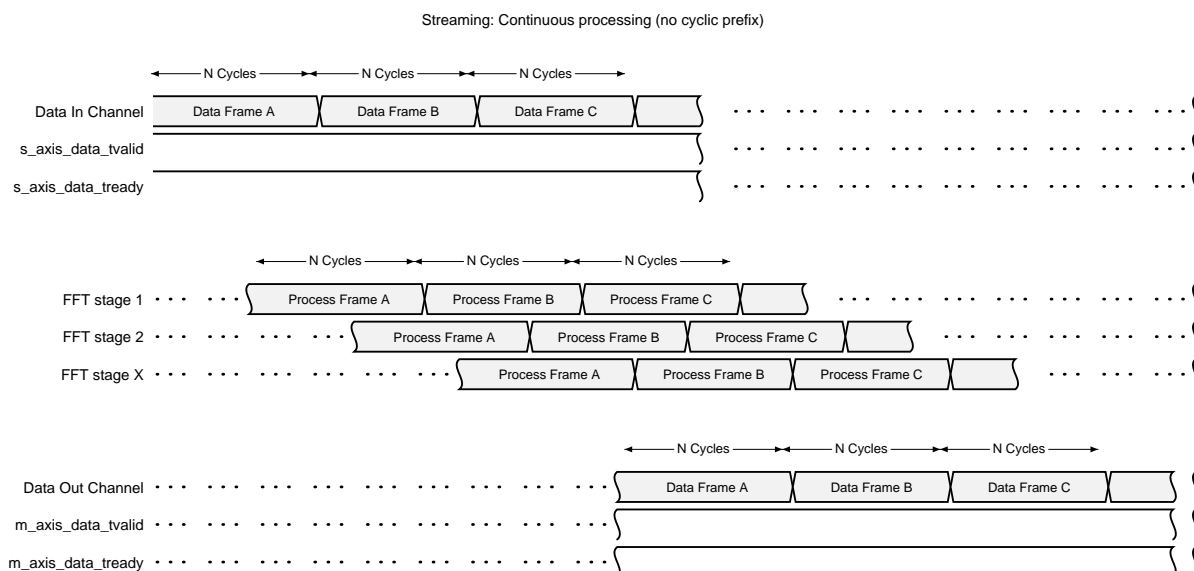 Streaming: Continuous processing (no cyclic prefix)
N Cycles N Cycles N Cycles
Data In Channel Data Frame A Data Frame B Data Frame C
s_axis_data_tvalid
s_axis_data_tready
N Cycles N Cycles N Cycles
FFT stage 1 Process Frame A Process Frame B Process Frame C
FFT stage 2 Process Frame A Process Frame B Process Frame C
FFT stage X Process Frame A Process Frame B Process Frame C
N Cycles N Cycles N Cycles
Data Out Channel Data Frame A Data Frame B Data Frame C
m_axis_data_tvalid
m_axis_data_tready